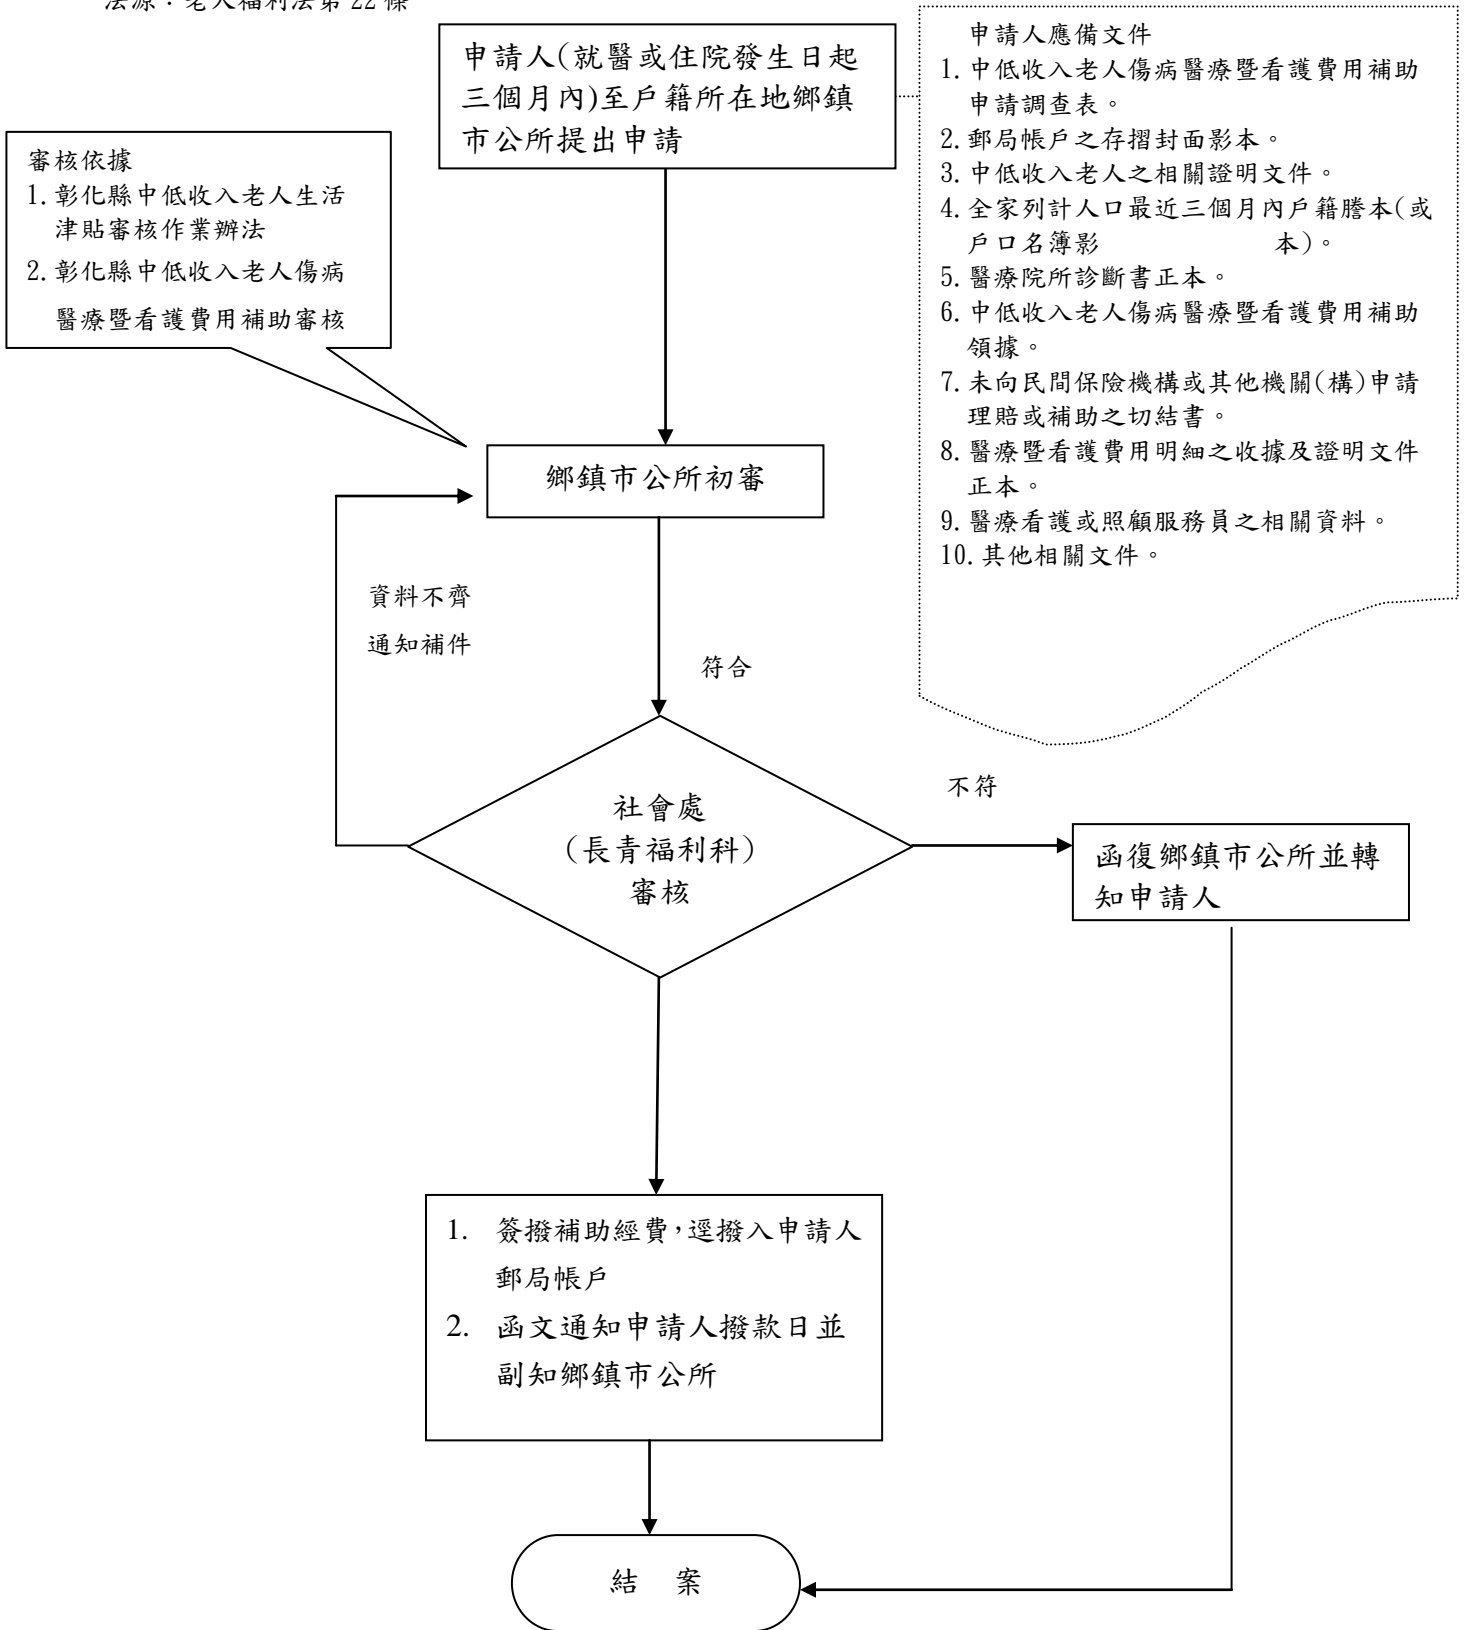 法源：老人福利法第 22 條
申請人(就醫或住院發生日起
三個月內)至戶籍所在地鄉鎮
市公所提出申請
申請人應備文件
1.中低收入老人傷病醫療暨看護費用補助
申請調查表。
2.郵局帳戶之存摺封面影本。
3.中低收入老人之相關證明文件。
4.全家列計人口最近三個月內戶籍謄本(或
戶口名簿影 本)。
5.醫療院所診斷書正本。
6.中低收入老人傷病醫療暨看護費用補助
領據。
7.未向民間保險機構或其他機關(構)申請
理賠或補助之切結書。
8.醫療暨看護費用明細之收據及證明文件
正本。
9.醫療看護或照顧服務員之相關資料。
10.其他相關文件。
審核依據
1.彰化縣中低收入老人生活
津貼審核作業辦法
2.彰化縣中低收入老人傷病
醫療暨看護費用補助審核
鄉鎮市公所初審
資料不齊
通知補件
符合
社會處
(長青福利科)
審核
不符
函復鄉鎮市公所並轉
知申請人
1. 簽撥補助經費，逕撥入申請人
郵局帳戶
2. 函文通知申請人撥款日並
副知鄉鎮市公所
結 案